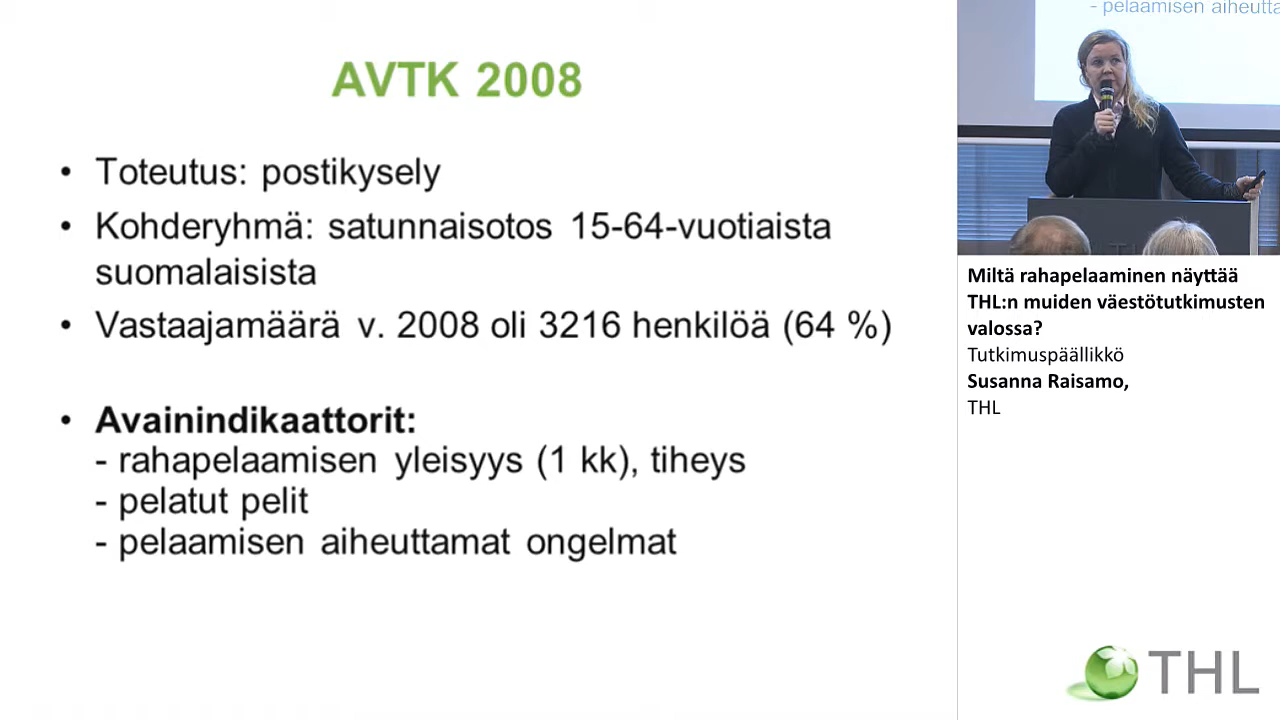 AVTK 2008
• Toteutus: postikysely
• Kohderyhmä: satunnaisotos 15-64-vuotiaista
suomalaisista
• Vastaajamäärä v. 2008 oli 3216 henkilöä (64 %)
• Avainindikaattorit:
- rahapelaamisen yleisyys (1 kk), tiheys
- pelatut pelit
- pelaamisen aiheuttamat ongelmat
- pelaamisen aiheutta
THL
Miltä rahapelaaminen näyttää
THL:n muiden väestötutkimusten
valossa?
Tutkimuspäällikkö
Susanna Raisamo,
THL
THL